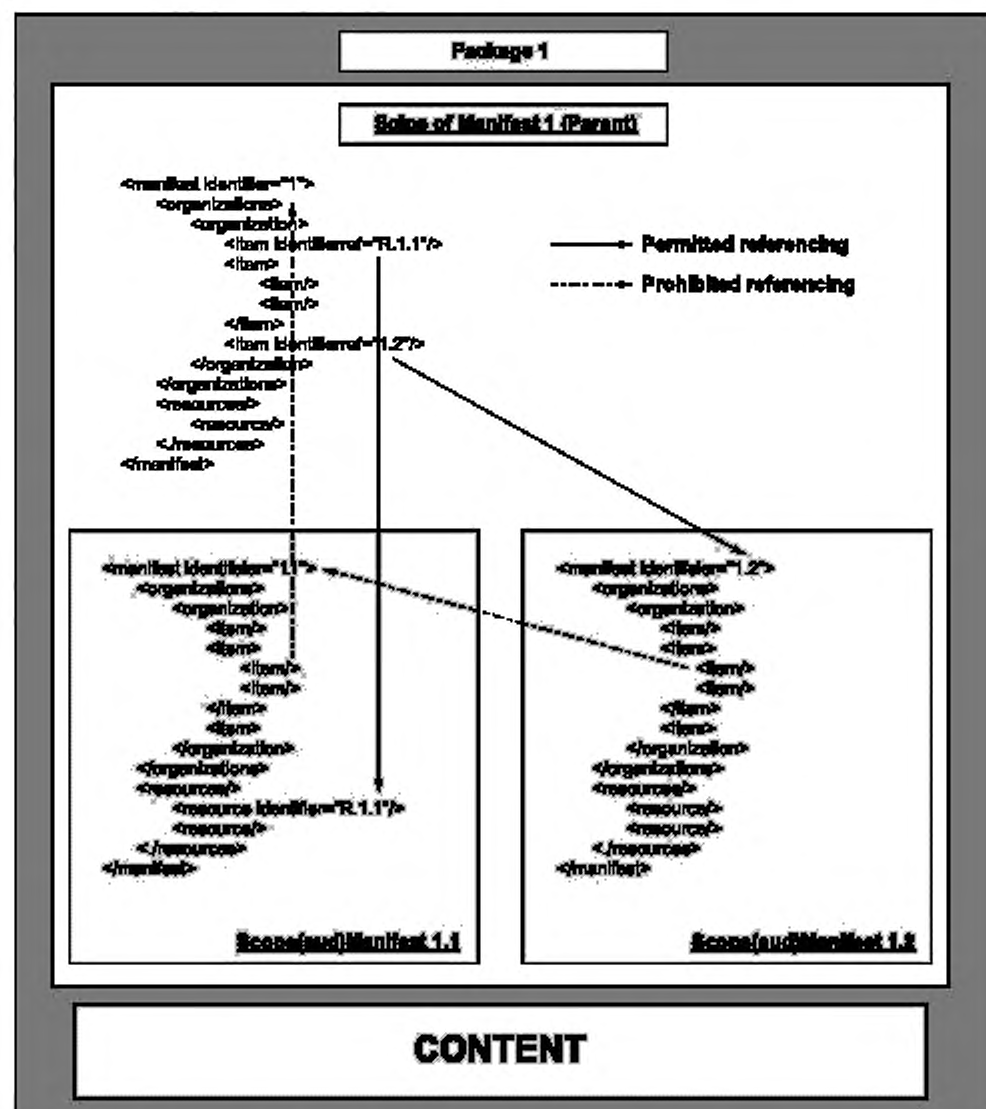 Package 1
Solos of Manifest 1 (Parent)
<manifest identifier="1">
<organizations>
<organization>
<item identifierref="R.1.1"/>
<item>
<item/>
<item/>
</item>
<item identifierref="1.2"/>
</organization>
</organizations>
<resources>
<resource/>
</resources>
</manifest>
Permitted referencing
Prohibited referencing
<manifest identifier="1.1">
<organizations>
<organization>
<item/>
<item>
<item/>
<item/>
</item>
<item>
</organization>
</organizations>
<resources/>
<resource identifier="R.1.1"/>
<resource/>
</resources>
</manifest>
Scope(sud)Manifest 1.1
<manifest identifier="1.2">
<organizations>
<organization>
<item/>
<item>
<item/>
<item/>
</item>
<item>
</organization>
</organizations>
<resources/>
<resource/>
<resource/>
</resources>
</manifest>
Scope(sud)Manifest 1.2
CONTENT